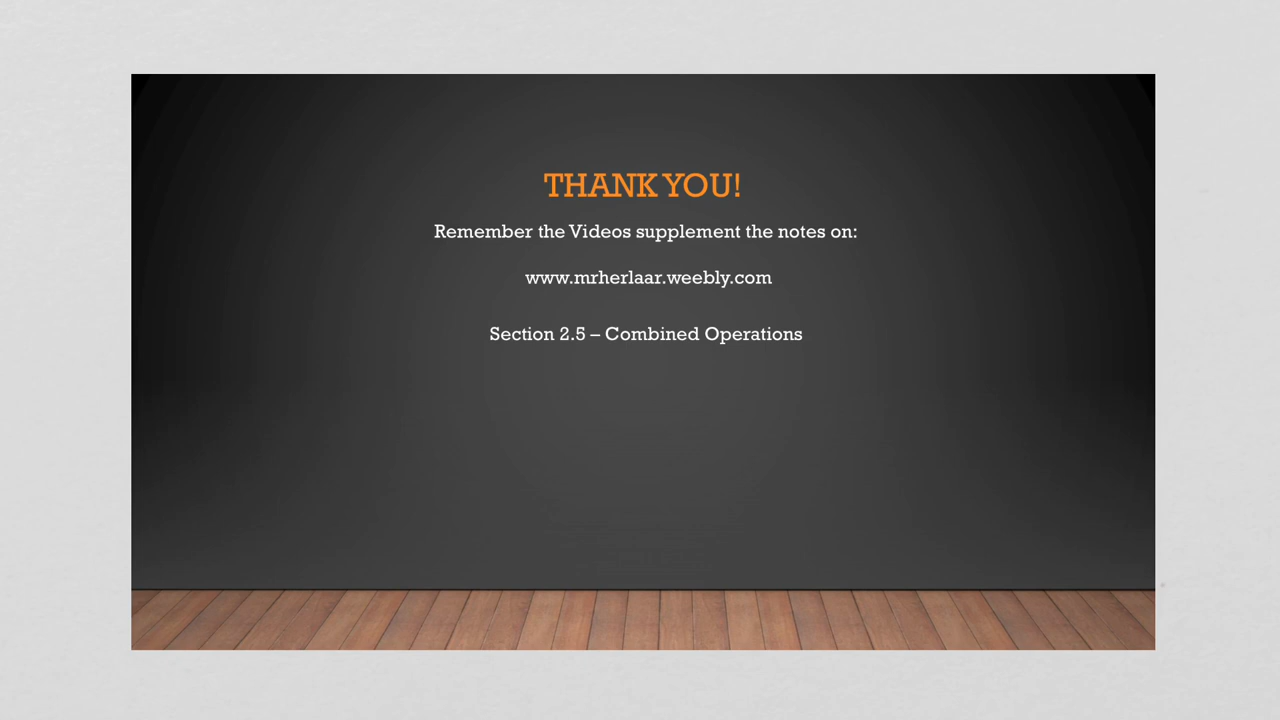 THANK YOU!
Remember the Videos supplement the notes on:
www.mrherlaar.weebly.com
Section 2.5 – Combined Operations